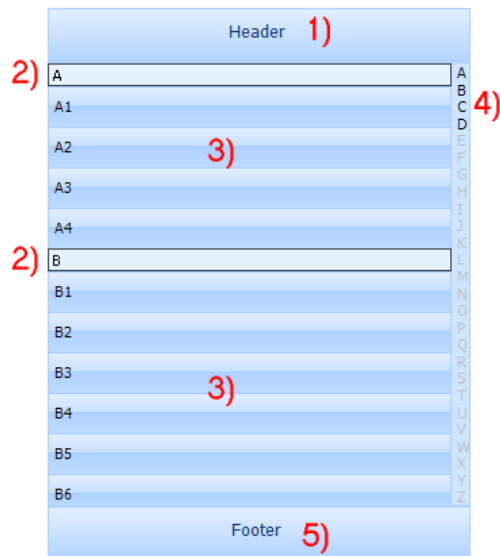 Header 1)
2) A
A1
A2
3)
A3
A4
2) B
B1
B2
B3
3)
B4
B5
B6
A
B
C
4)
D
E
F
G
H
I
J
K
L
M
N
O
P
Q
R
S
T
U
V
W
X
Y
Z
Footer 5)